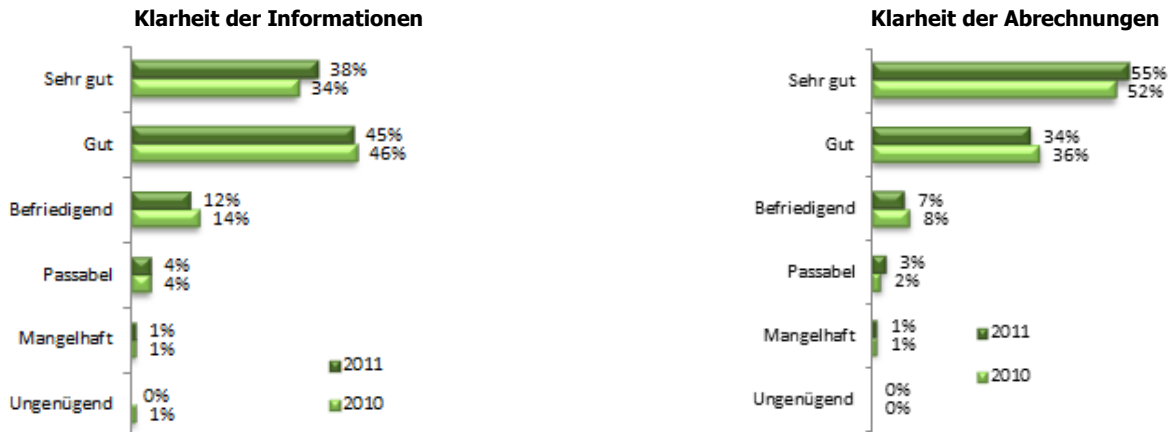 Klarheit der Informationen
Sehr gut
38%
34%
Gut
45%
46%
Befriedigend
12%
14%
Passabel
4%
4%
Mangelhaft
1%
1%
2011
Ungenügend
0%
1%
2010
Klarheit der Abrechnungen
Sehr gut
55%
52%
Gut
34%
36%
Befriedigend
7%
8%
Passabel
3%
2%
Mangelhaft
1%
1%
2011
2010
Ungenügend
0%
0%